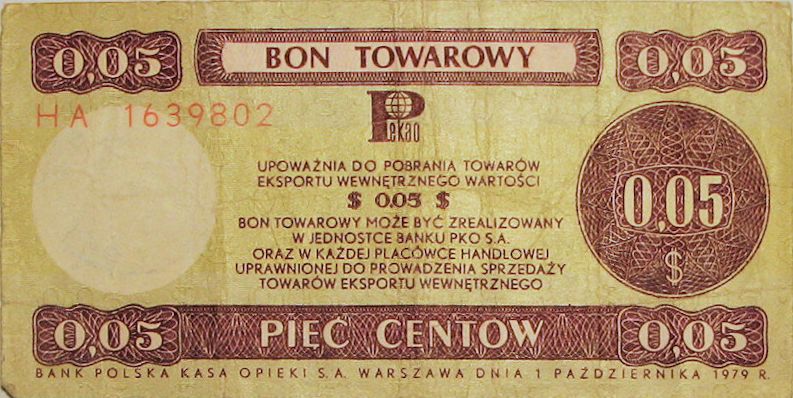 0,05 BON TOWAROWY 0,05
HA 1639802
Pekao
UPOWAŻNIA DO POBRANIA TOWARÓW
EKSPORTU WEWNĘTRZNEGO WARTOŚCI
$ 0,05 $
BON TOWAROWY MOŻE BYĆ ZREALIZOWANY
W JEDNOSTCE BANKU PKO S.A.
ORAZ W KAŻDEJ PLACÓWCE HANDLOWEJ
UPRAWNIONEJ DO PROWADZENIA SPRZEDAŻY
TOWARÓW EKSPORTU WEWNĘTRZNEGO
0,05
$
0,05 PIĘĆ CENTÓW 0,05
BANK POLSKA KASA OPIEKI S.A. WARSZAWA DNIA 1 PAŹDZIERNIKA 1979 R.